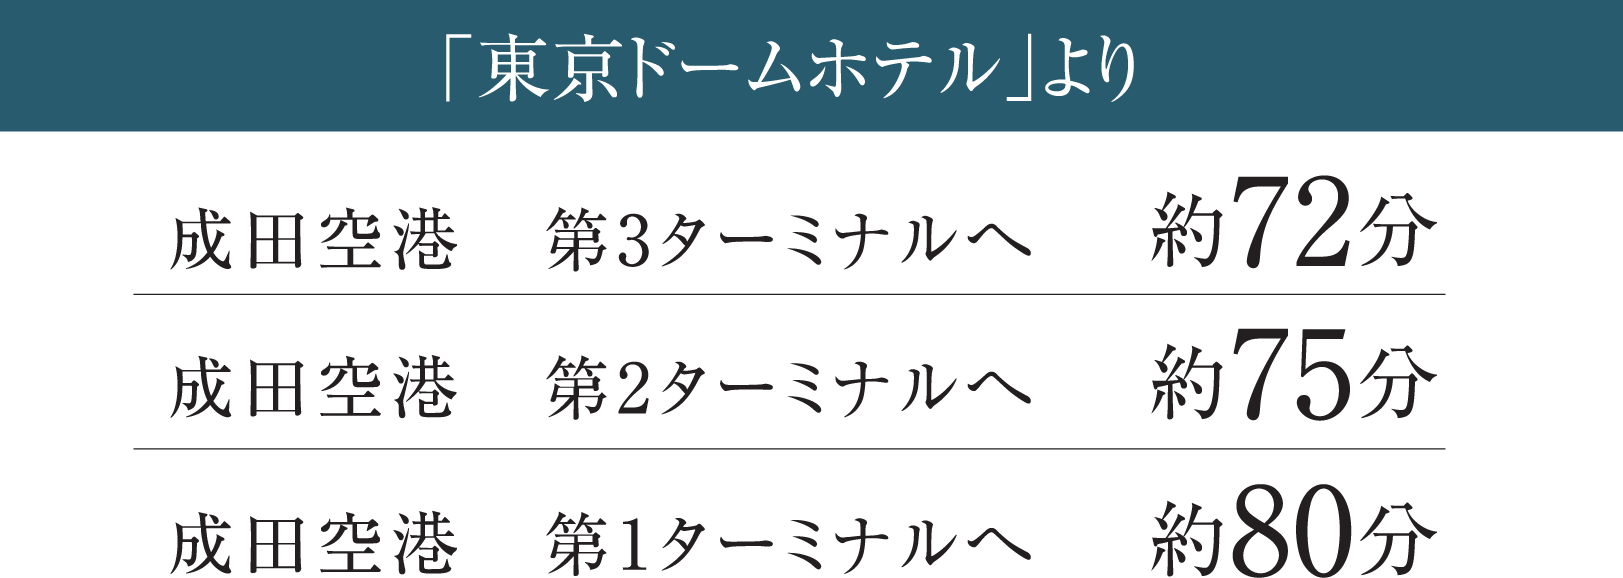 「東京ドームホテル」より
成田空港　第3ターミナルへ　約72分
成田空港　第2ターミナルへ　約75分
成田空港　第1ターミナルへ　約80分